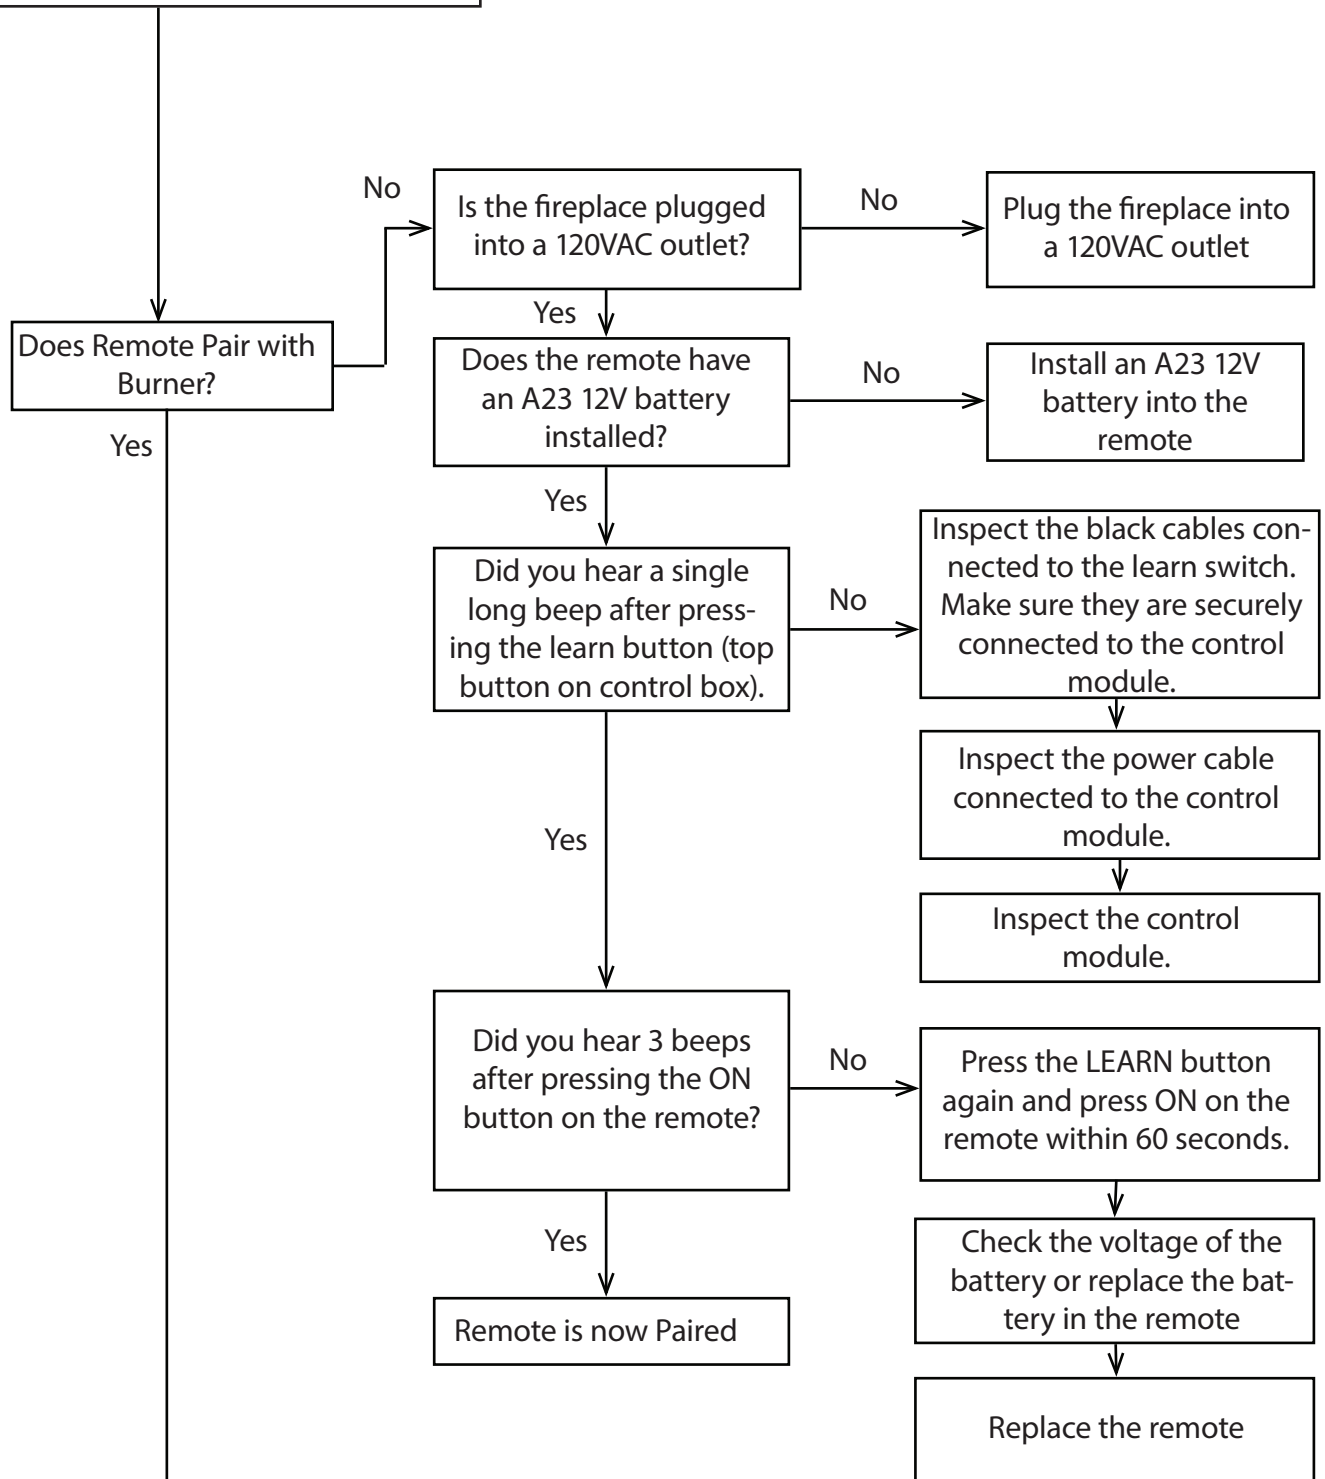 No
Is the fireplace plugged
into a 120VAC outlet?
No
Plug the fireplace into
a 120VAC outlet
Yes
Does Remote Pair with
Burner?
Does the remote have
an A23 12V battery
installed?
No
Install an A23 12V
battery into the
remote
Yes
Yes
Did you hear a single
long beep after press-
ing the learn button (top
button on control box).
No
Inspect the black cables con-
nected to the learn switch.
Make sure they are securely
connected to the control
module.
Inspect the power cable
connected to the control
module.
Yes
Inspect the control
module.
Did you hear 3 beeps
after pressing the ON
button on the remote?
No
Press the LEARN button
again and press ON on the
remote within 60 seconds.
Yes
Check the voltage of the
battery or replace the bat-
tery in the remote
Remote is now Paired
Replace the remote